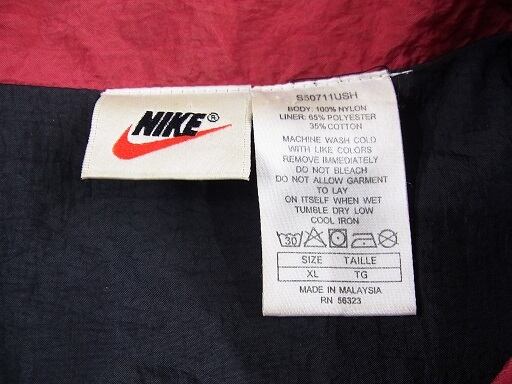 NIKE®
S50711USH
BODY: 100% NYLON
LINER: 65% POLYESTER
35% COTTON
MACHINE WASH COLD
WITH LIKE COLORS
REMOVE IMMEDIATELY
DO NOT BLEACH
DO NOT ALLOW GARMENT
TO LAY
ON ITSELF WHEN WET
TUMBLE DRY LOW
COOL IRON
30
SIZE TAILLE
XL TG
MADE IN MALAYSIA
RN 56323